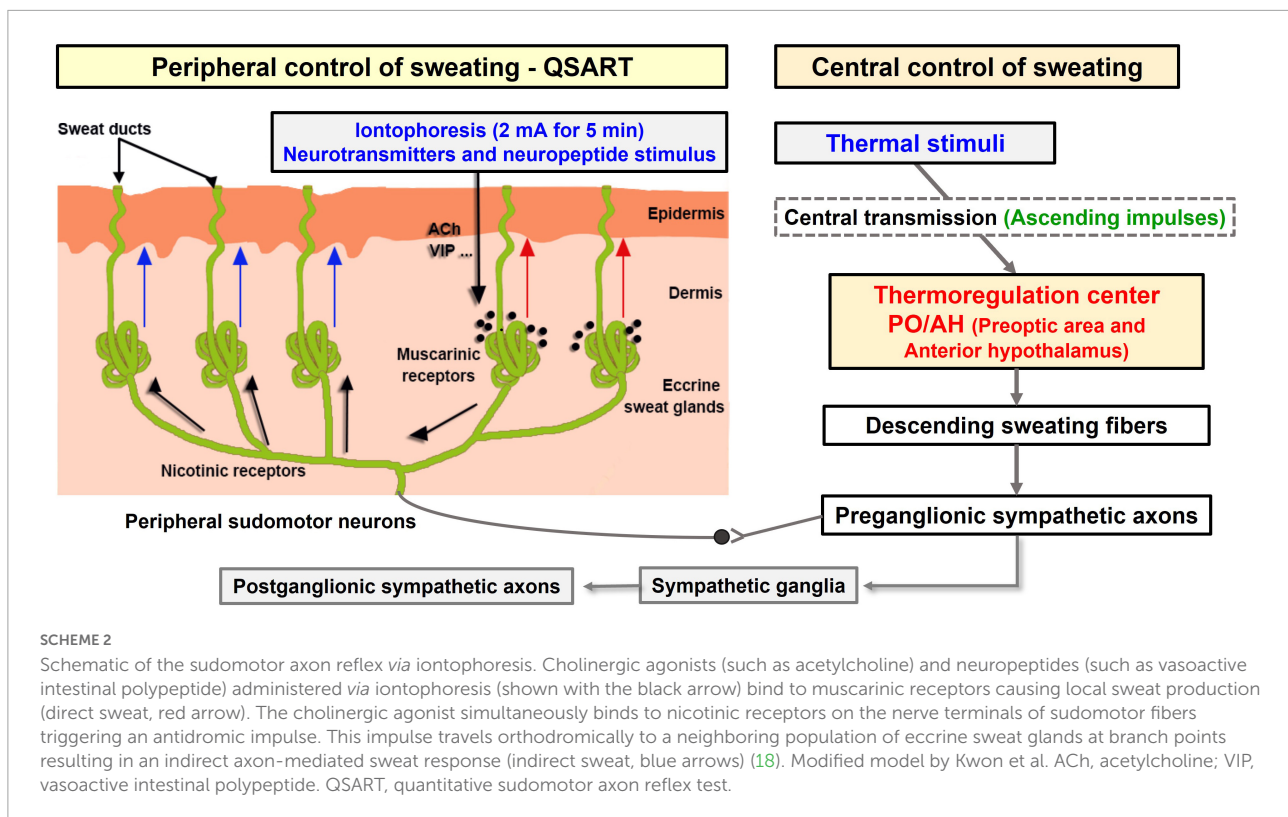 Peripheral control of sweating - QSART
Central control of sweating
Sweat ducts
Iontophoresis (2 mA for 5 min)
Neurotransmitters and neuropeptide stimulus
Epidermis
ACh
VIP ...
Dermis
Muscarinic
receptors
Eccrine
sweat glands
Nicotinic receptors
Peripheral sudomotor neurons
Thermal stimuli
Central transmission (Ascending impulses)
Thermoregulation center
PO/AH (Preoptic area and
Anterior hypothalamus)
Descending sweating fibers
Preganglionic sympathetic axons
Postganglionic sympathetic axons
Sympathetic ganglia
SCHEME 2
Schematic of the sudomotor axon reflex via iontophoresis. Cholinergic agonists (such as acetylcholine) and neuropeptides (such as vasoactive
intestinal polypeptide) administered via iontophoresis (shown with the black arrow) bind to muscarinic receptors causing local sweat production
(direct sweat, red arrow). The cholinergic agonist simultaneously binds to nicotinic receptors on the nerve terminals of sudomotor fibers
triggering an antidromic impulse. This impulse travels orthodromically to a neighboring population of eccrine sweat glands at branch points
resulting in an indirect axon-mediated sweat response (indirect sweat, blue arrows) (18). Modified model by Kwon et al. ACh, acetylcholine; VIP,
vasoactive intestinal polypeptide. QSART, quantitative sudomotor axon reflex test.